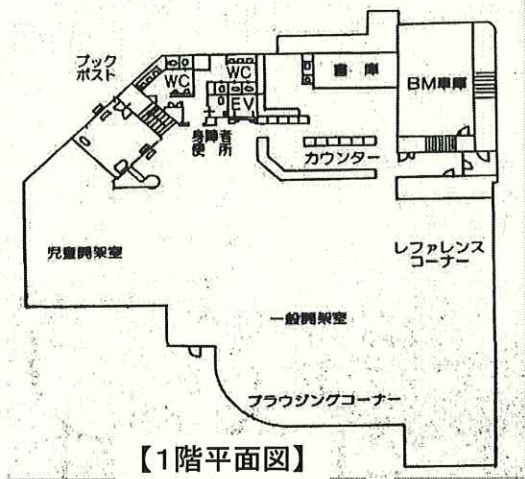 ブック
ポスト
WC
WC
EV
書庫
BM車庫
身障者
便所
カウンター
児童開架室
レファレンス
コーナー
一般開架室
ブラウジングコーナー
【1階平面図】